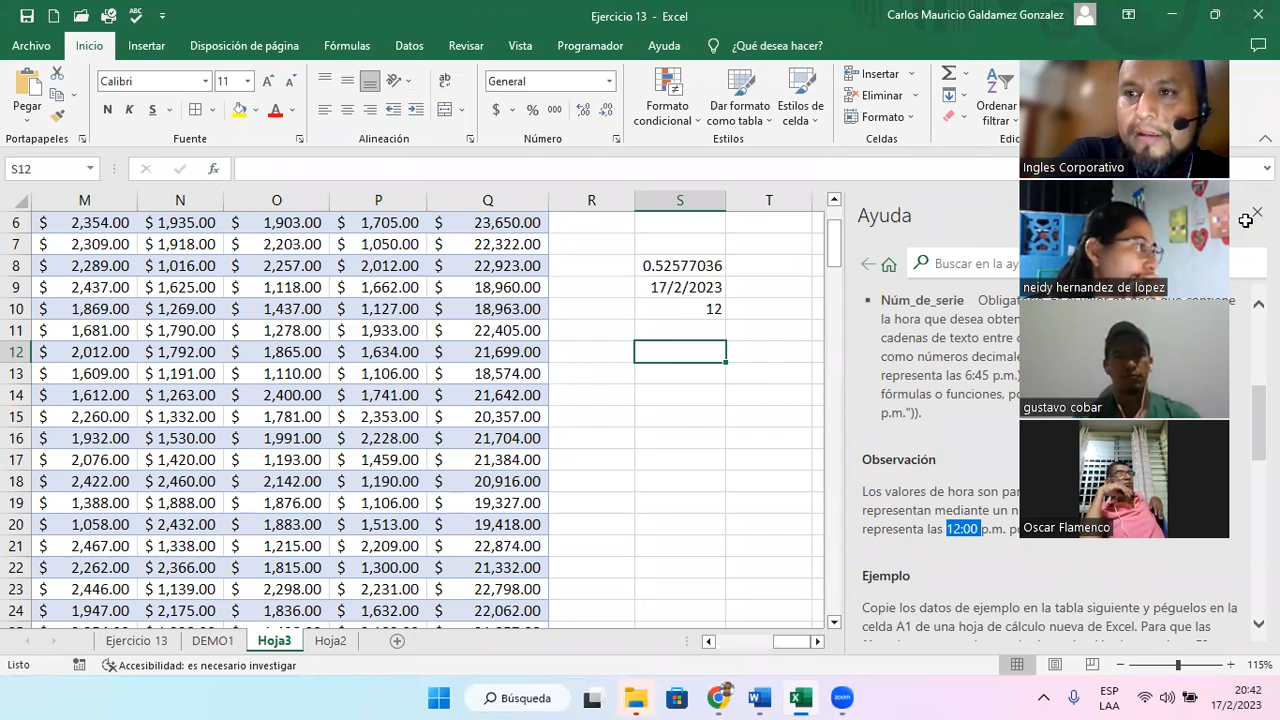 Ejercicio 13 - Excel
Carlos Mauricio Galdamez Gonzalez
Archivo Inicio Insertar Disposición de página Fórmulas Datos Revisar Vista Programador Ayuda ¿Qué desea hacer?
Pegar
Calibri 11
N K S
General
$ % 000
Formato condicional
Dar formato como tabla
Estilos de celda
Insertar
Eliminar
Formato
Ordenar
filtrar
Portapapeles Fuente Alineación Número Estilos Celdas
S12
fx
M N O P Q R S T
6 $ 2,354.00 $ 1,935.00 $ 1,903.00 $ 1,705.00 $ 23,650.00
7 $ 2,309.00 $ 1,918.00 $ 2,203.00 $ 1,050.00 $ 22,322.00
8 $ 2,289.00 $ 1,016.00 $ 2,257.00 $ 2,012.00 $ 22,923.00 0.52577036
9 $ 2,437.00 $ 1,625.00 $ 1,118.00 $ 1,662.00 $ 18,960.00 17/2/2023
10 $ 1,869.00 $ 1,269.00 $ 1,437.00 $ 1,127.00 $ 18,963.00 12
11 $ 1,681.00 $ 1,790.00 $ 1,278.00 $ 1,933.00 $ 22,405.00
12 $ 2,012.00 $ 1,792.00 $ 1,865.00 $ 1,634.00 $ 21,699.00
13 $ 1,609.00 $ 1,191.00 $ 1,110.00 $ 1,106.00 $ 18,574.00
14 $ 1,612.00 $ 1,263.00 $ 2,400.00 $ 1,741.00 $ 21,642.00
15 $ 2,260.00 $ 1,332.00 $ 1,781.00 $ 2,353.00 $ 20,357.00
16 $ 1,932.00 $ 1,530.00 $ 1,991.00 $ 2,228.00 $ 21,704.00
17 $ 2,076.00 $ 1,420.00 $ 1,193.00 $ 1,459.00 $ 21,384.00
18 $ 2,422.00 $ 2,460.00 $ 2,142.00 $ 1,190.00 $ 20,916.00
19 $ 1,388.00 $ 1,888.00 $ 1,876.00 $ 1,106.00 $ 19,327.00
20 $ 1,058.00 $ 2,432.00 $ 1,883.00 $ 1,513.00 $ 19,418.00
21 $ 2,467.00 $ 1,338.00 $ 1,215.00 $ 2,209.00 $ 22,874.00
22 $ 2,262.00 $ 2,366.00 $ 1,815.00 $ 1,300.00 $ 21,332.00
23 $ 2,446.00 $ 1,139.00 $ 2,298.00 $ 2,231.00 $ 22,798.00
24 $ 1,947.00 $ 2,175.00 $ 1,836.00 $ 1,632.00 $ 22,062.00
Ayuda
Buscar en la ay
Núm_de_serie Obligato
la hora que desea obten
cadenas de texto entre c
como números decimale
representa las 6:45 p.m.)
fórmulas o funciones, po
p.m.")).
Observación
Los valores de hora son par
representan mediante un n
representa las 12:00 p.m. p
Ejemplo
Copie los datos de ejemplo en la tabla siguiente y péguelos en la
celda A1 de una hoja de cálculo nueva de Excel. Para que las
Ingles Corporativo
neidy hernandez de lopez
gustavo cobar
Oscar Flamenco
Ejercicio 13 DEMO1 Hoja3 Hoja2
Listo Accesibilidad: es necesario investigar 115%
Búsqueda
ESP
LAA
20:42
17/2/2023